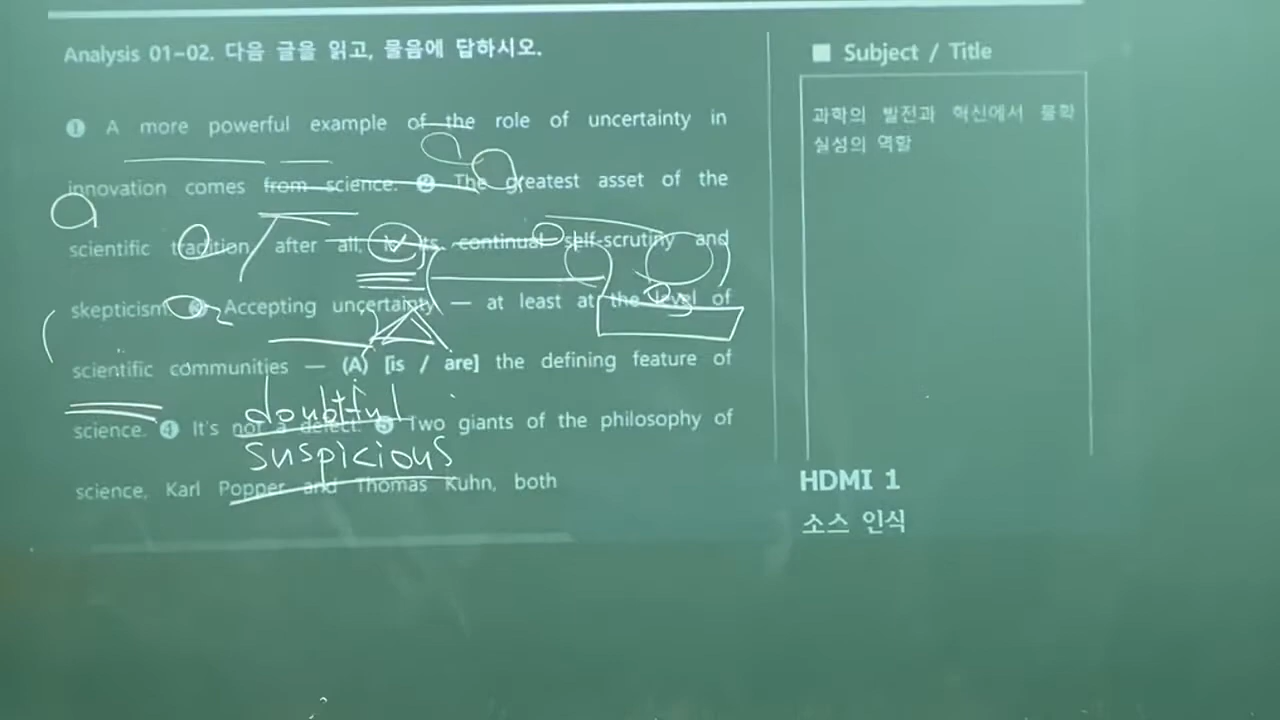 Analysis 01-02. 다음 글을 읽고, 물음에 답하시오.
❶ A more powerful example of the role of uncertainty in
innovation comes from science. ❷ The greatest asset of the
scientific tradition, after all, is its continual self-scrutiny and
skepticism. ❸ Accepting uncertainty — at least at the level of
scientific communities — (A) [is / are] the defining feature of
doubtful
science. ❹ It's not a defect. ❺ Two giants of the philosophy of
suspicious
science, Karl Popper and Thomas Kuhn, both
■ Subject / Title
과학의 발전과 혁신에서 불확
실성의 역할
HDMI 1
소스 인식